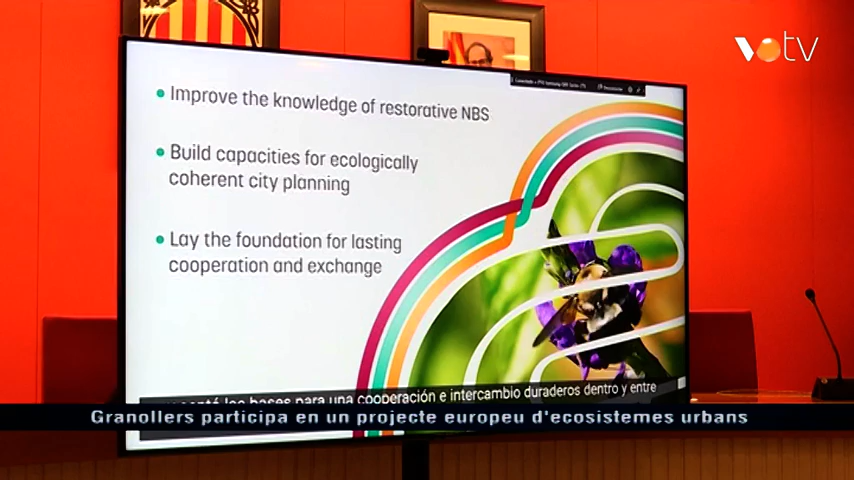 votv
• Improve the knowledge of restorative NBS
• Build capacities for ecologically
coherent city planning
• Lay the foundation for lasting
cooperation and exchange
las bases para una cooperación e intercambio duraderos dentro y entre
Granollers participa en un projecte europeu d'ecosistemes urbans